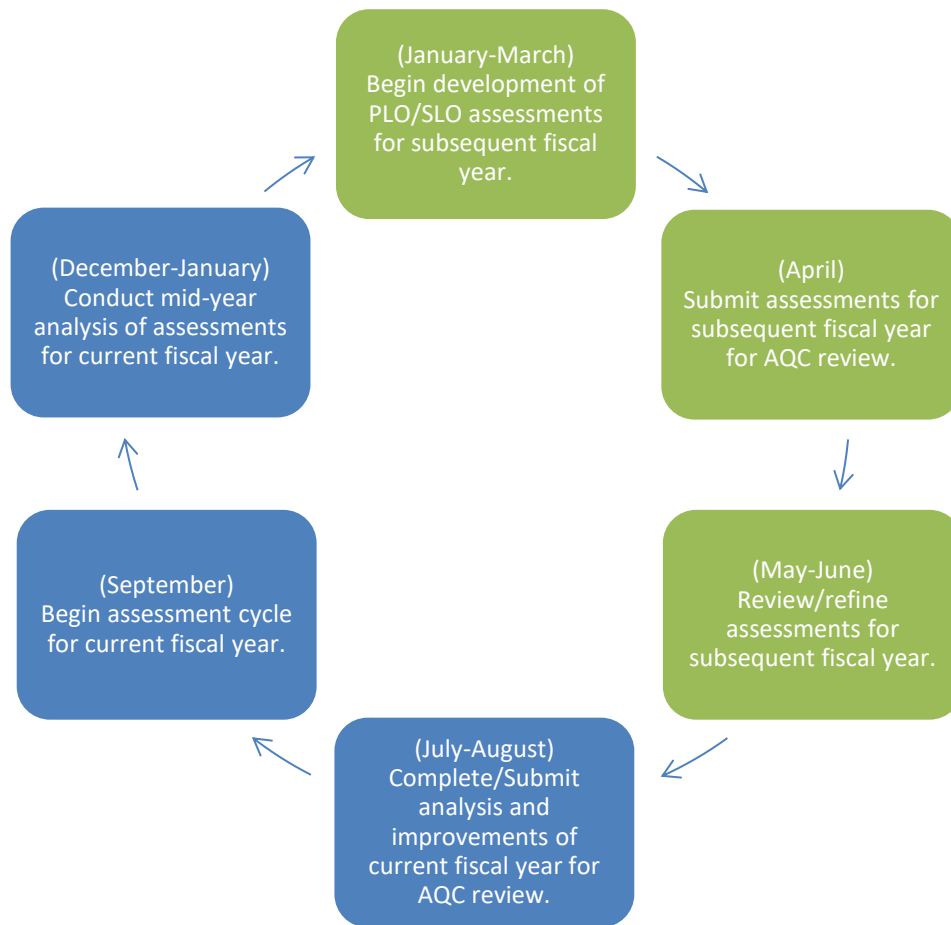 (January-March)
Begin development of
PLO/SLO assessments
for subsequent fiscal
year.
(April)
Submit assessments for
subsequent fiscal year
for AQC review.
(May-June)
Review/refine
assessments for
subsequent fiscal year.
(July-August)
Complete/Submit
analysis and
improvements of
current fiscal year for
AQC review.
(September)
Begin assessment cycle
for current fiscal year.
(December-January)
Conduct mid-year
analysis of assessments
for current fiscal year.